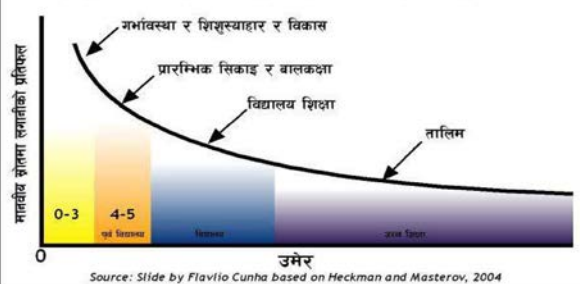 गर्भावस्था र शिशुस्याहार र विकास
प्रारम्भिक सिकाइ र बालकक्षा
विद्यालय शिक्षा
तालिम
मानवीय स्रोतमा लगानीको प्रतिफल
0-3
4-5
पूर्व विद्यालय
विद्यालय
उमेर
0
Source: Slide by Flavlio Cunha based on Heckman and Masterov, 2004